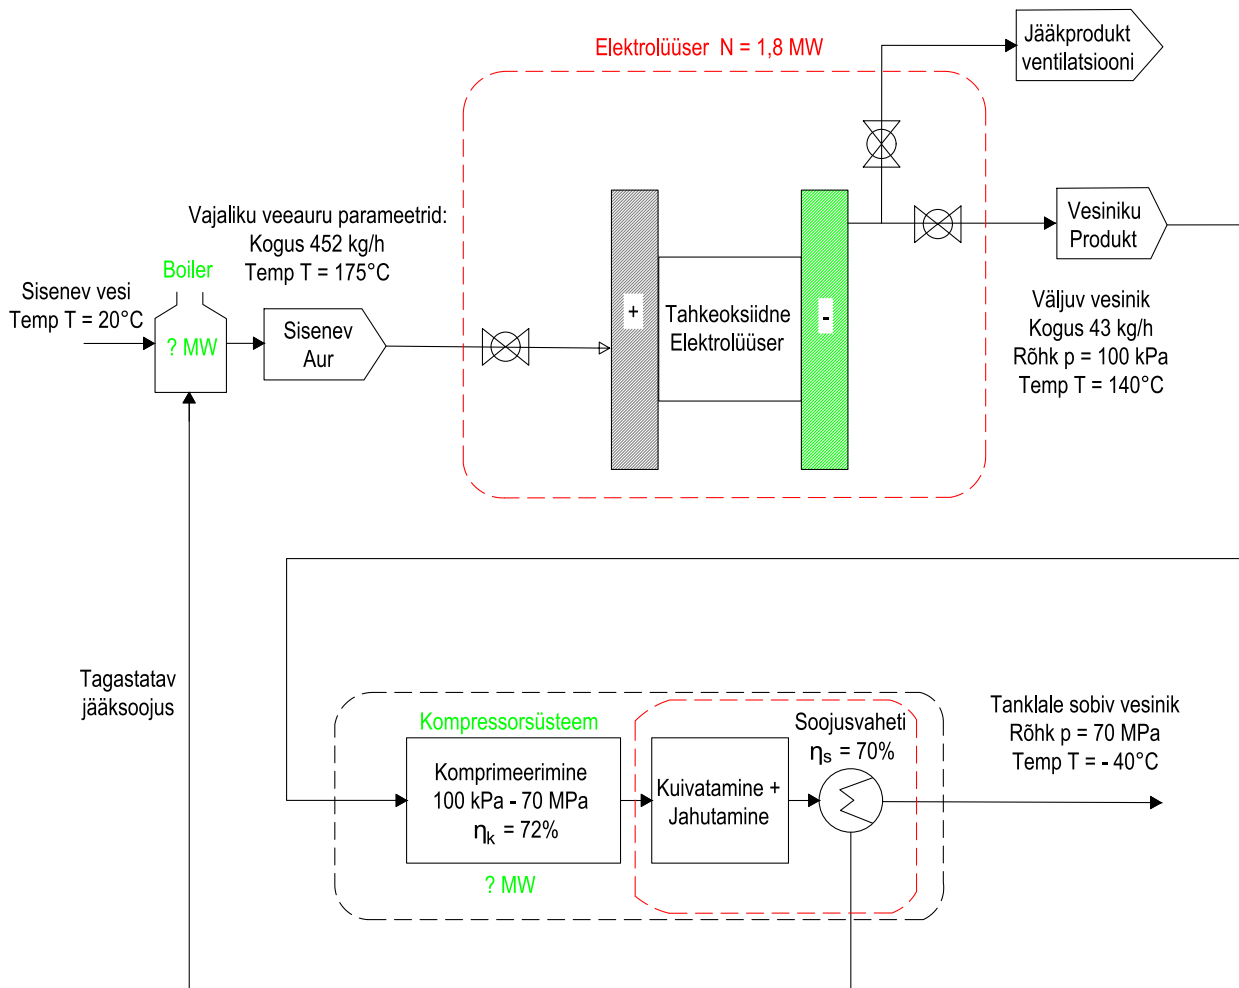 Elektrolüüser N = 1,8 MW
Jääkprodukt
ventilatsiooni
Vajaliku veeauru parameetrid:
Kogus 452 kg/h
Temp T = 175°C
Boiler
Sisenev vesi
Temp T = 20°C
? MW
Sisenev
Aur
+
Tahkeoksiidne
Elektrolüüser
-
Vesiniku
Produkt
Väljuv vesinik
Kogus 43 kg/h
Rõhk p = 100 kPa
Temp T = 140°C
Tagastatav
jääksoojus
Kompressorsüsteem
Komprimeerimine
100 kPa - 70 MPa
ηk = 72%
? MW
Kuivatamine +
Jahutamine
Soojusvaheti
ηs = 70%
Tanklale sobiv vesinik
Rõhk p = 70 MPa
Temp T = - 40°C